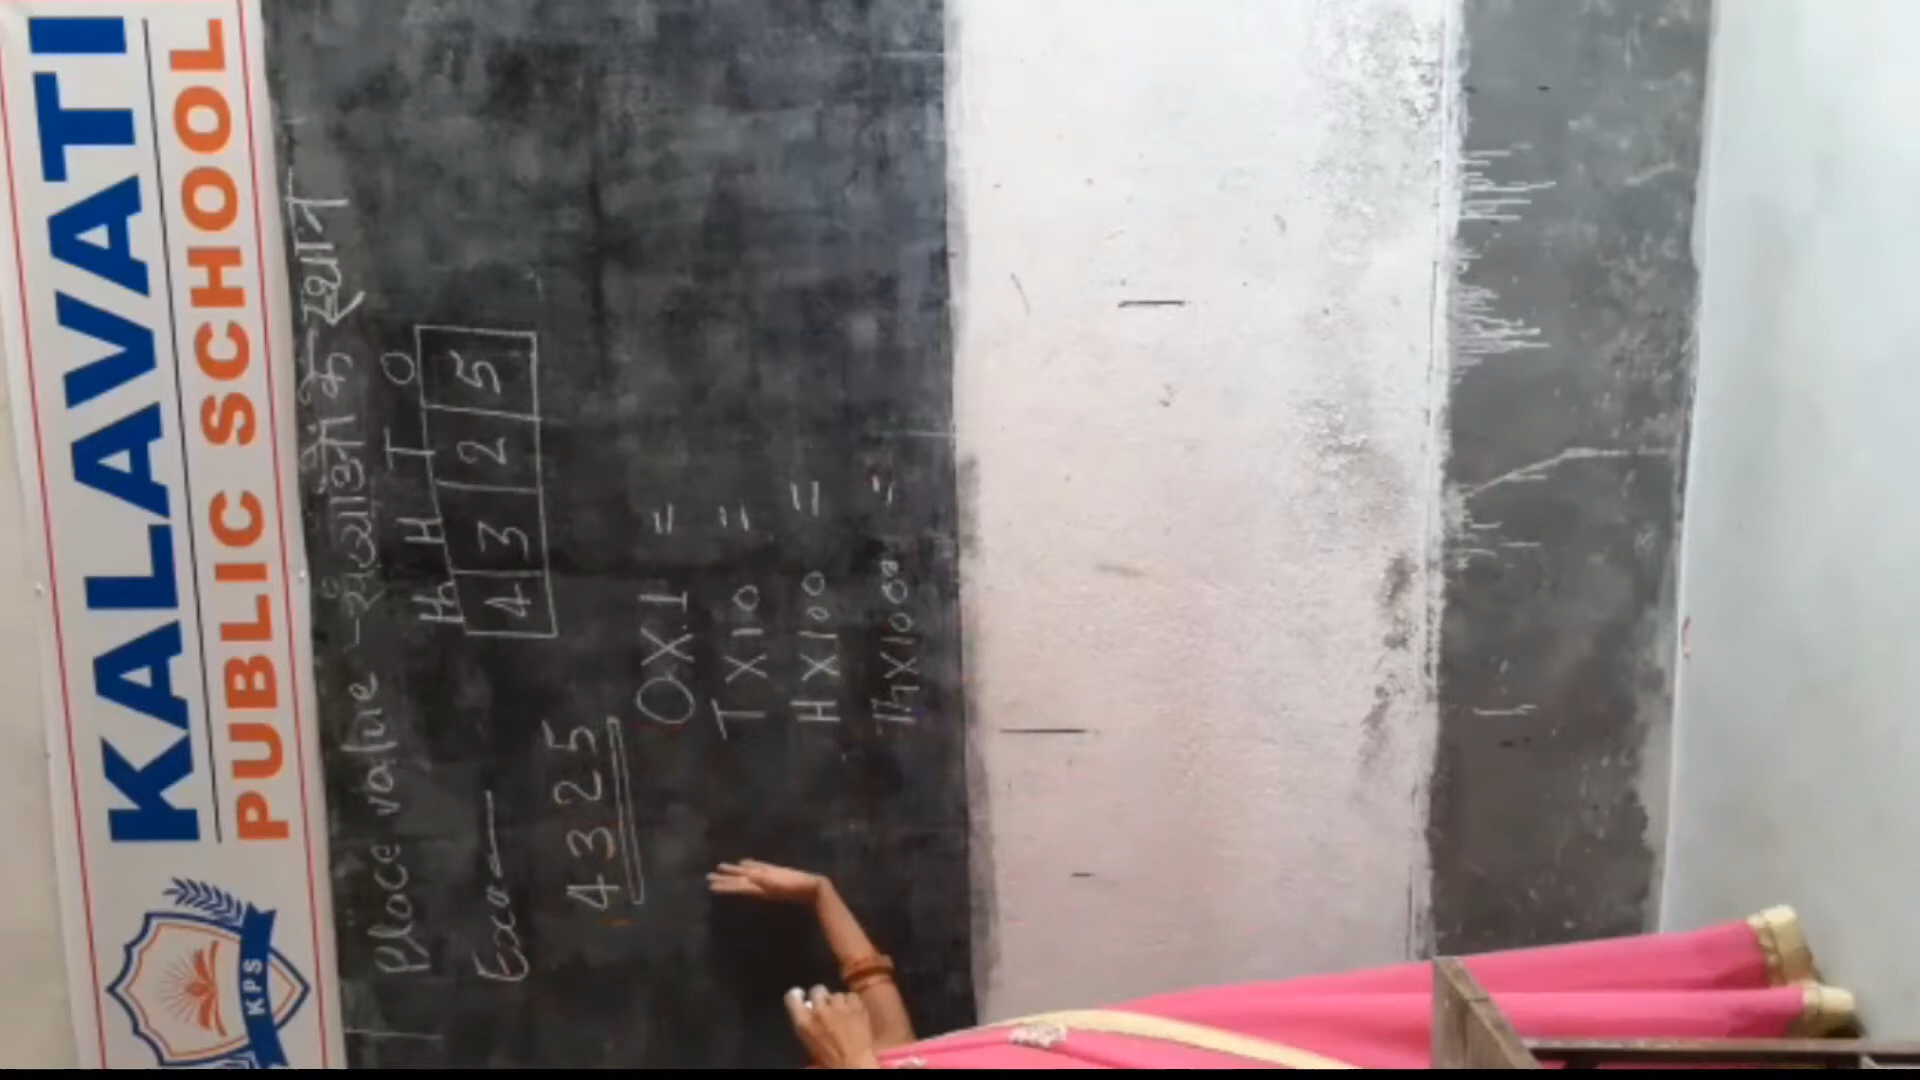 KALAVATI
PUBLIC SCHOOL
KPS
Place value - संख्याओं के स्थान
Exa -
Th H T O
4 3 2 5
4325
O X 1 =
T X 10 =
H X 100 =
Th X 1000 =